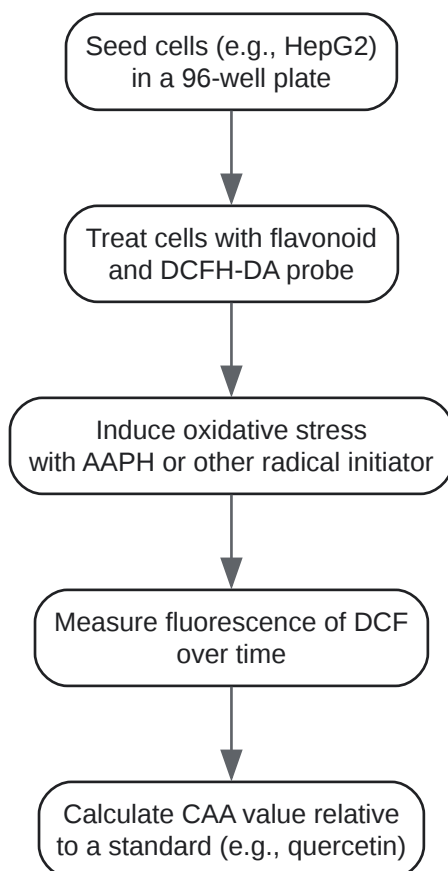 Seed cells (e.g., HepG2)
in a 96-well plate
Treat cells with flavonoid
and DCFH-DA probe
Induce oxidative stress
with AAPH or other radical initiator
Measure fluorescence of DCF
over time
Calculate CAA value relative
to a standard (e.g., quercetin)